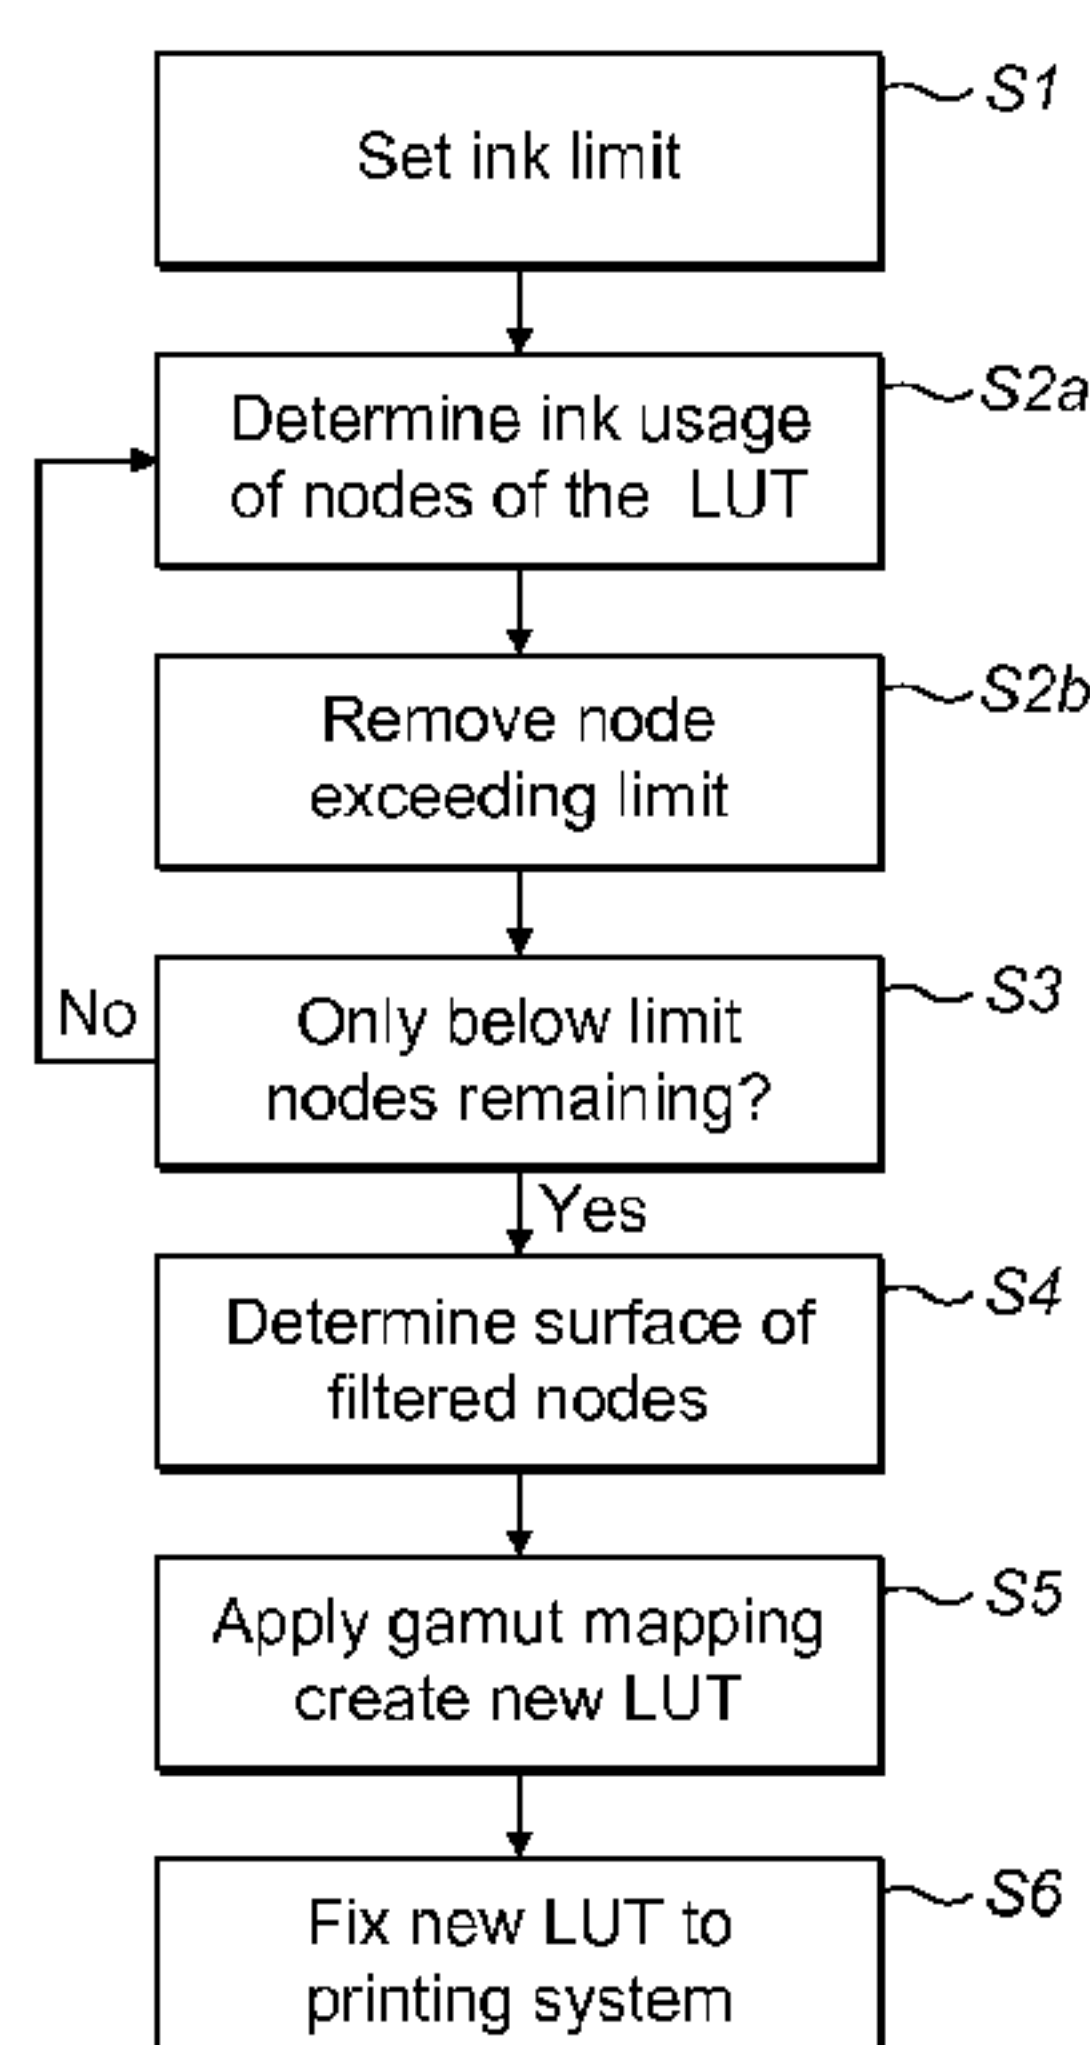 Set ink limit
S1
Determine ink usage
of nodes of the LUT
S2a
Remove node
exceeding limit
S2b
Only below limit
nodes remaining?
S3
No
Yes
Determine surface of
filtered nodes
S4
Apply gamut mapping
create new LUT
S5
Fix new LUT to
printing system
S6